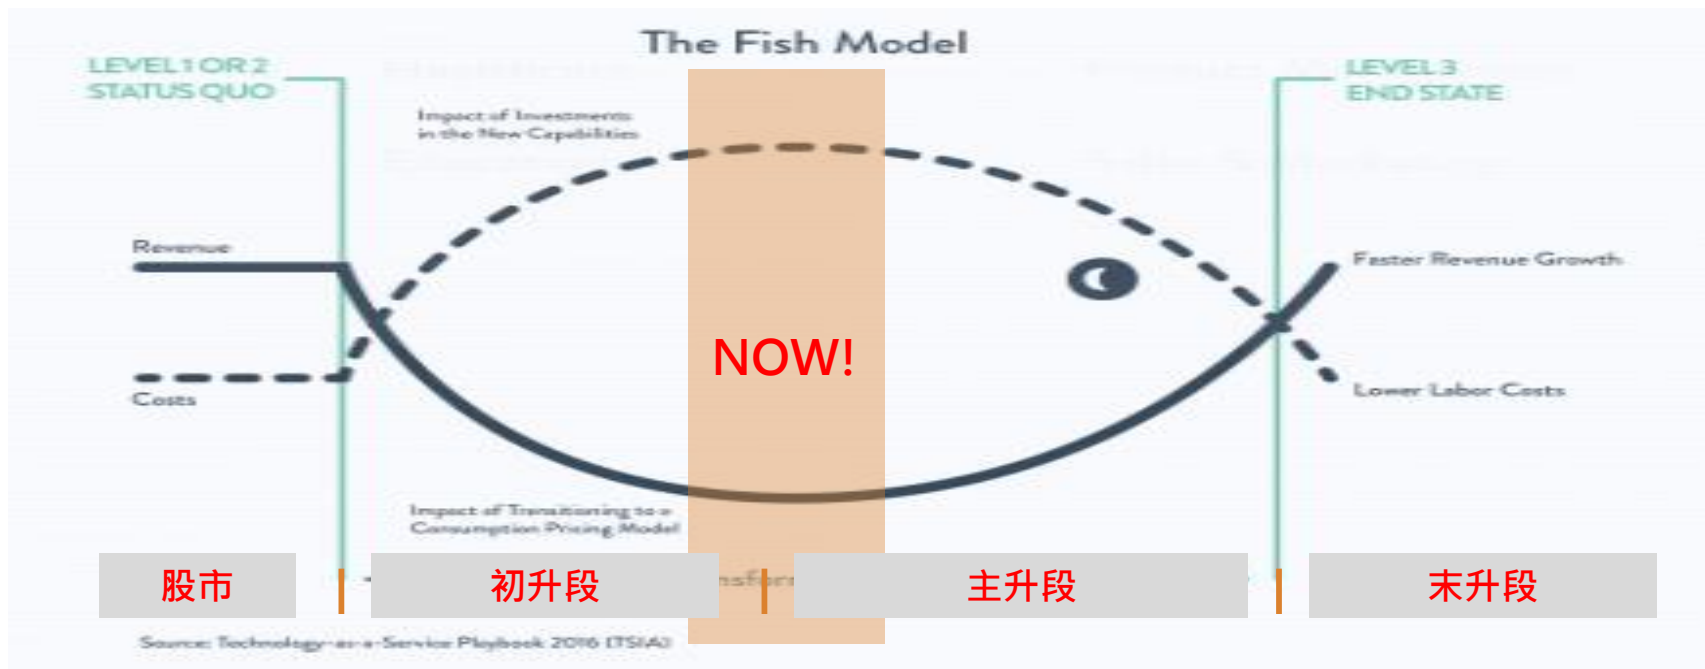 The Fish Model
LEVEL 1 OR 2
STATUS QUO
LEVEL 3
END STATE
Impact of Investments
in the New Capabilities
Revenue
Faster Revenue Growth
NOW!
Costs
Lower Labor Costs
Impact of Transitioning to a
Consumption Pricing Model
股市
初升段
主升段
末升段
Source: Technology-as-a-Service Playbook 2016 (TSIA)